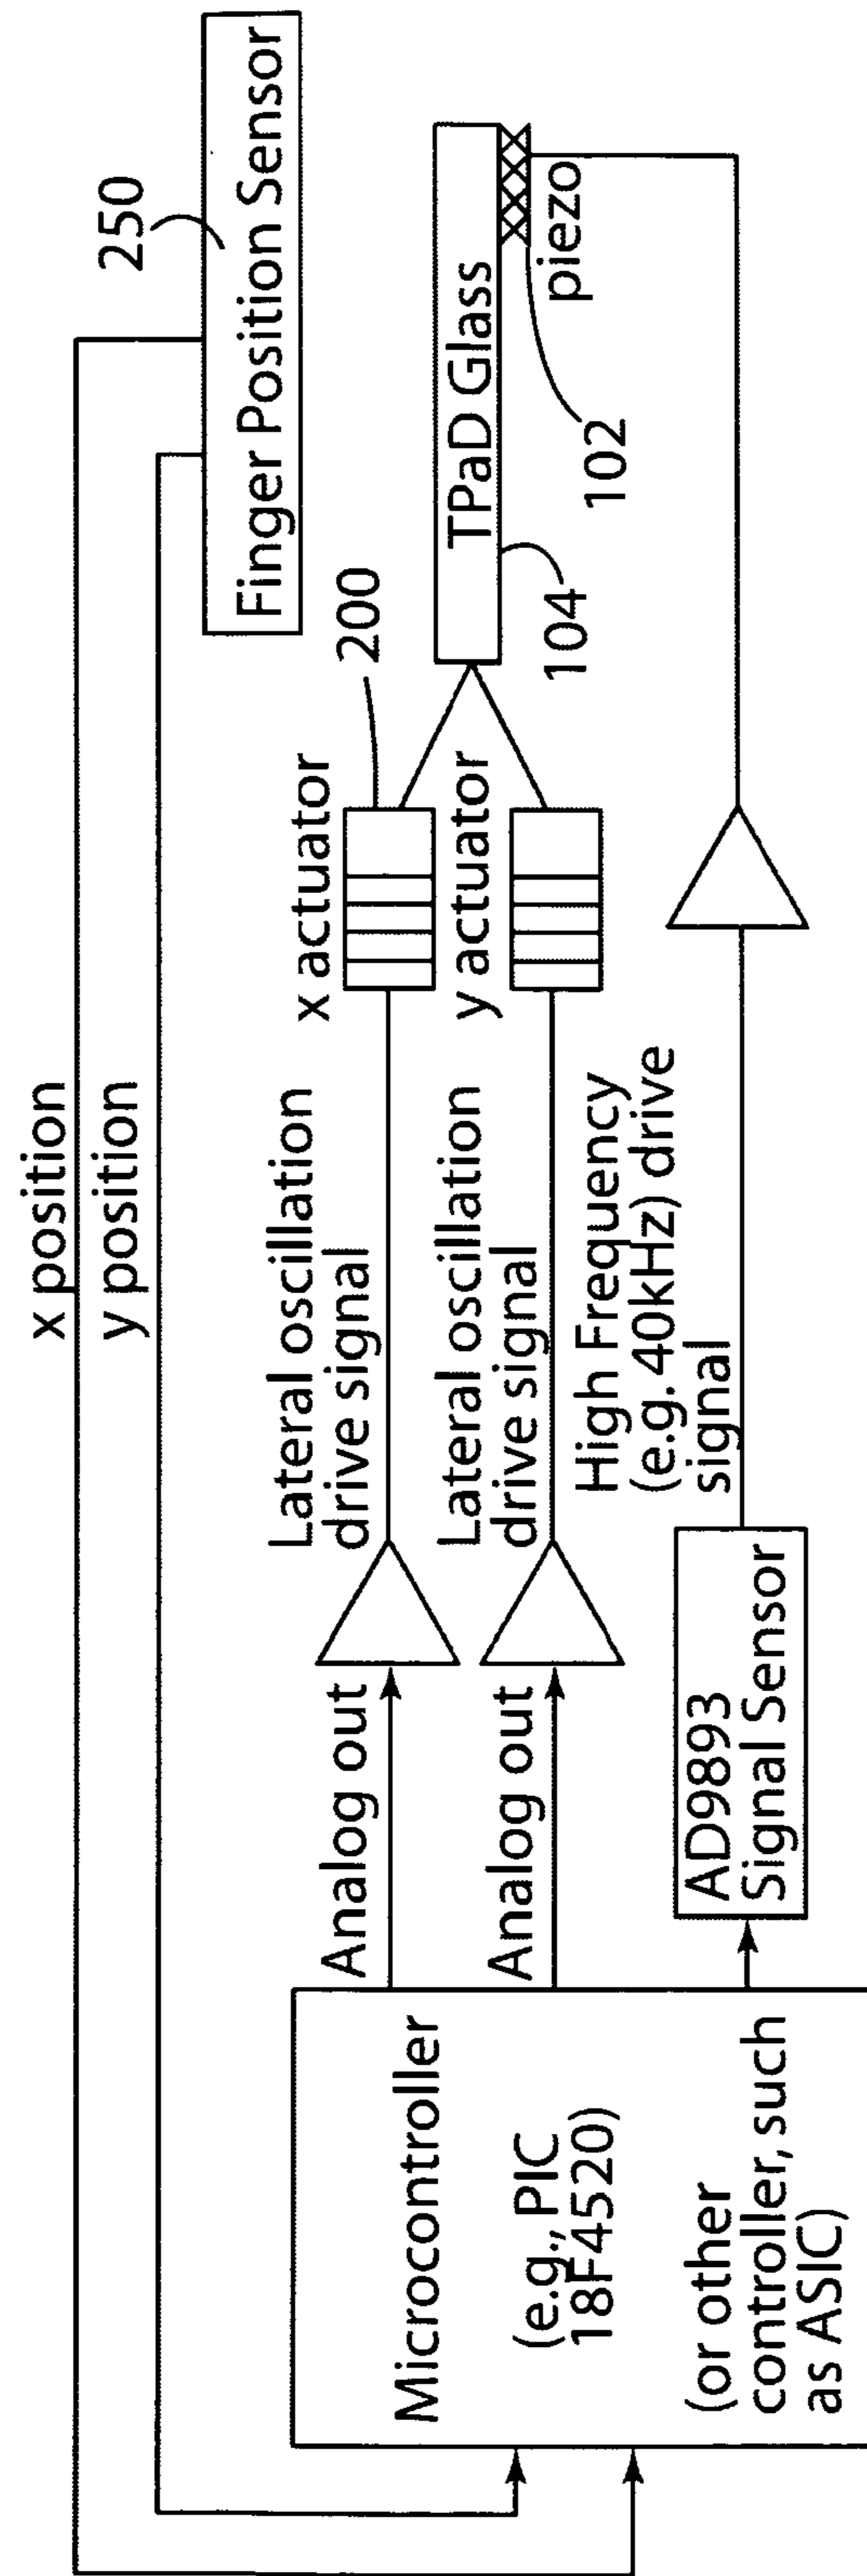 x position
y position
250
Finger Position Sensor
Lateral oscillation
drive signal
x actuator
200
Analog out
Lateral oscillation
drive signal
y actuator
Analog out
TPaD Glass
104
102
piezo
Microcontroller
(e.g., PIC
18F4520)
(or other
controller, such
as ASIC)
AD9893
Signal Sensor
High Frequency
(e.g. 40kHz) drive
signal